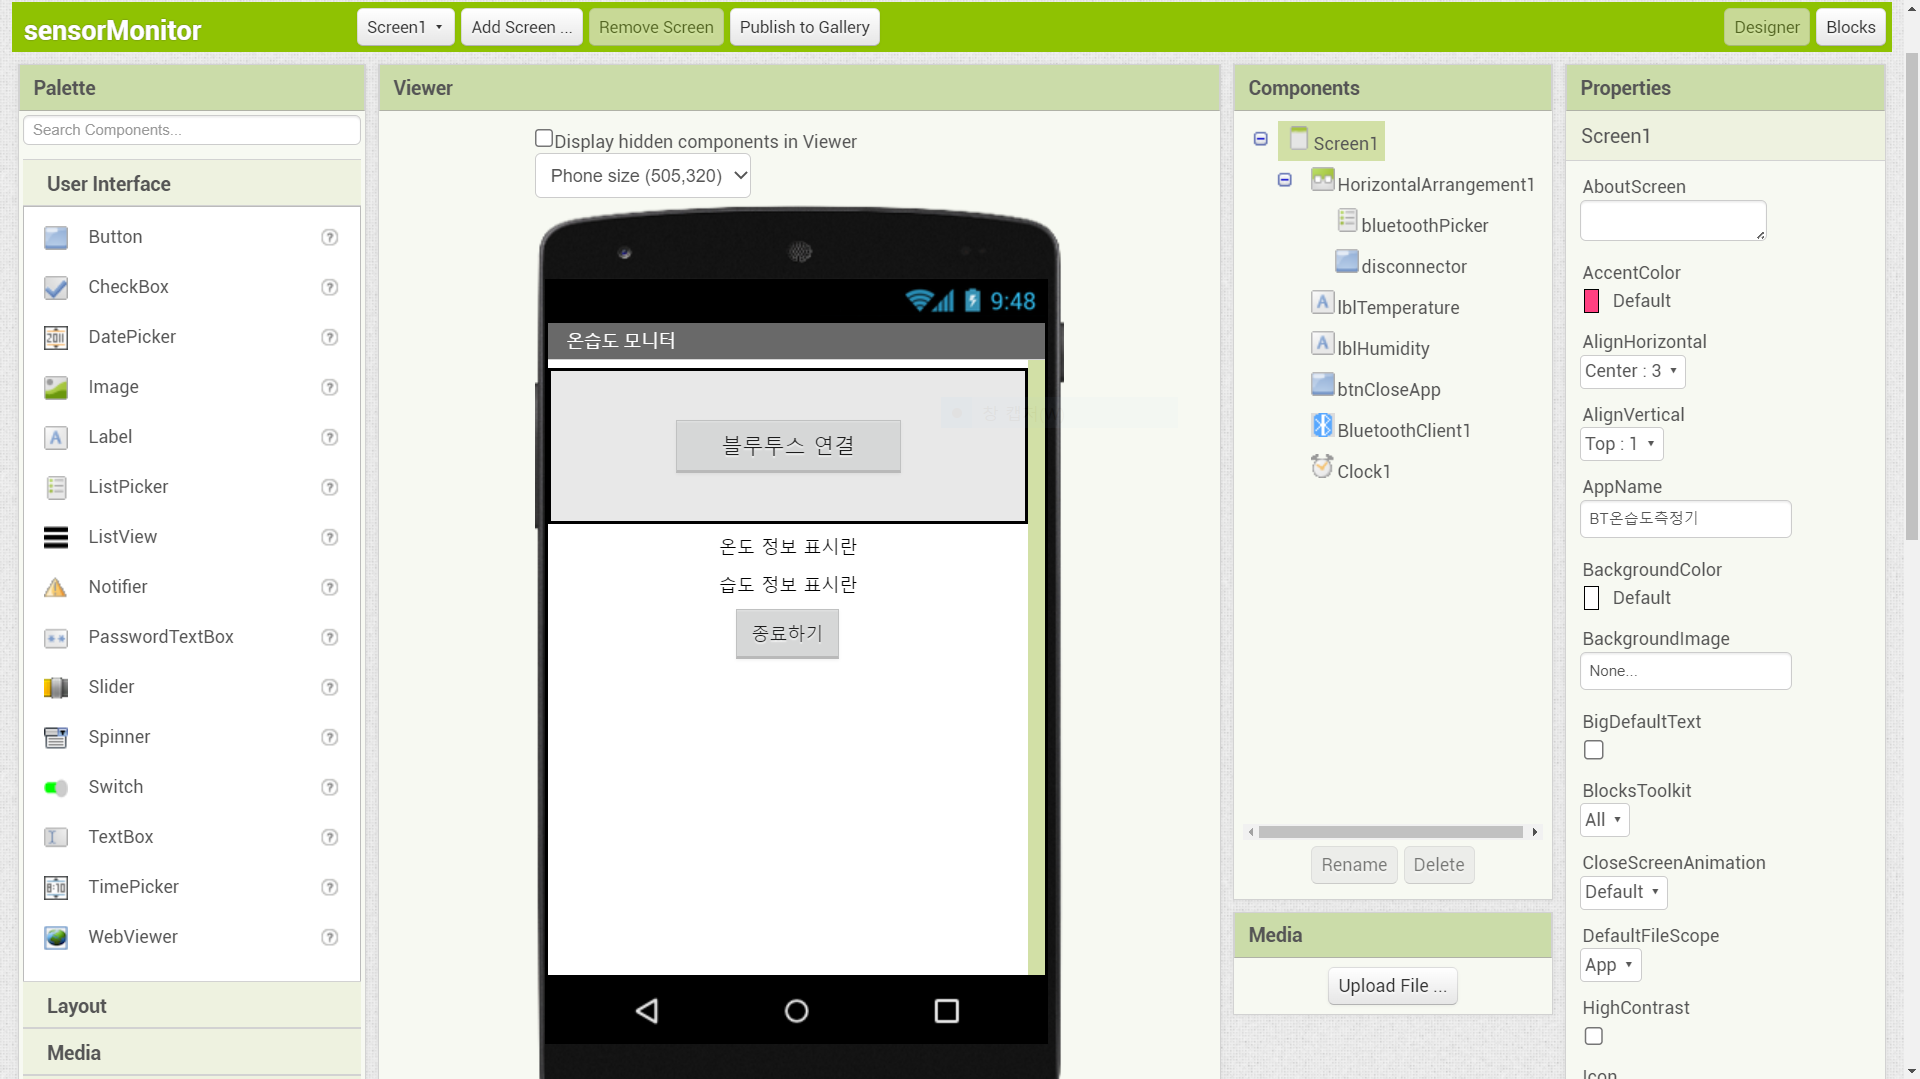 sensorMonitor
Screen1
Add Screen ...
Remove Screen
Publish to Gallery
Designer
Blocks
Palette
Search Components...
User Interface
Button
CheckBox
DatePicker
Image
Label
ListPicker
ListView
Notifier
PasswordTextBox
Slider
Spinner
Switch
TextBox
TimePicker
WebViewer
Layout
Media
Viewer
Display hidden components in Viewer
Phone size (505,320)
9:48
온습도 모니터
블루투스 연결
온도 정보 표시란
습도 정보 표시란
종료하기
Components
Screen1
HorizontalArrangement1
bluetoothPicker
disconnector
lblTemperature
lblHumidity
btnCloseApp
BluetoothClient1
Clock1
Rename
Delete
Media
Upload File ...
Properties
Screen1
AboutScreen
AccentColor
Default
AlignHorizontal
Center : 3
AlignVertical
Top : 1
AppName
BT온습도측정기
BackgroundColor
Default
BackgroundImage
None...
BigDefaultText
BlocksToolkit
All
CloseScreenAnimation
Default
DefaultFileScope
App
HighContrast
Icon